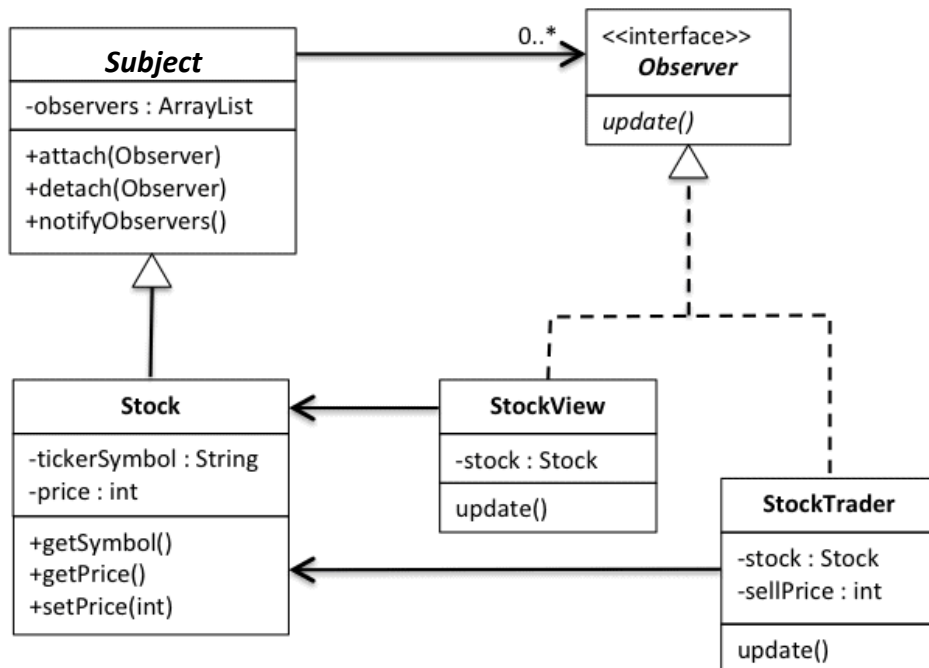 Subject
-observers : ArrayList
+attach(Observer)
+detach(Observer)
+notifyObservers()
0..*
<<interface>>
Observer
update()
Stock
-tickerSymbol : String
-price : int
+getSymbol()
+getPrice()
+setPrice(int)
StockView
-stock : Stock
update()
StockTrader
-stock : Stock
-sellPrice : int
update()